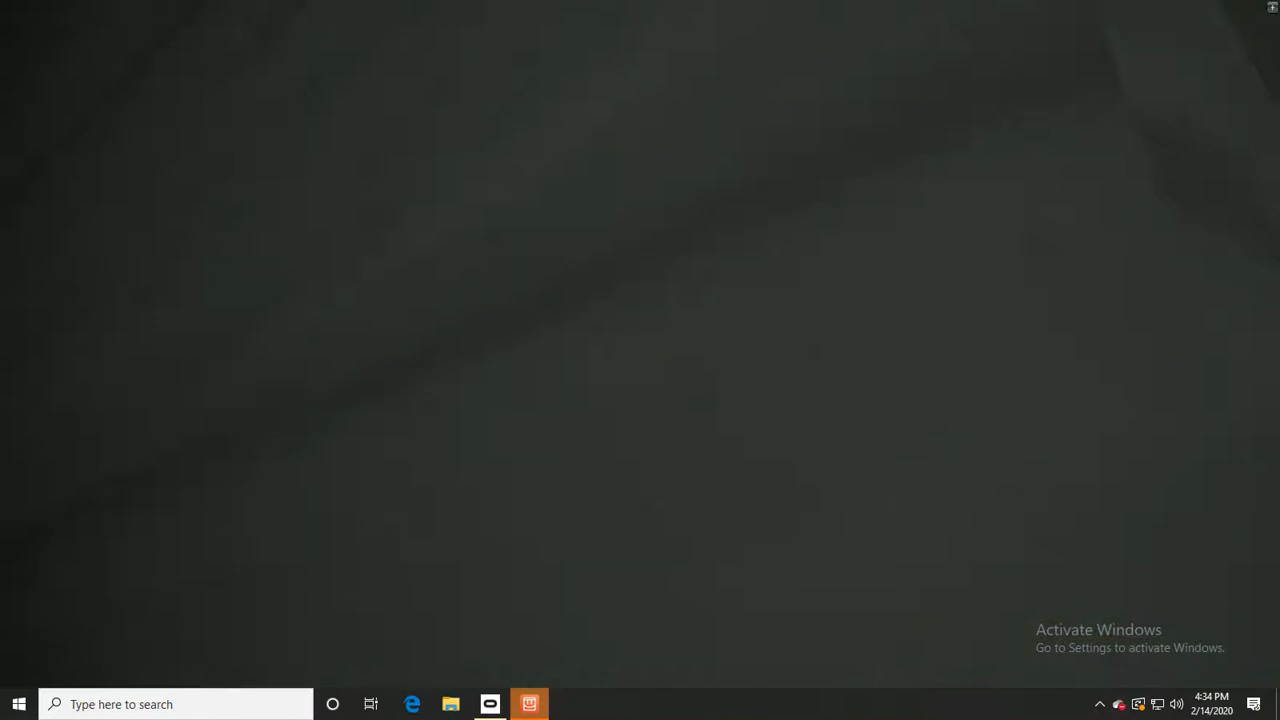 Activate Windows
Go to Settings to activate Windows.
Type here to search
4:34 PM
2/14/2020